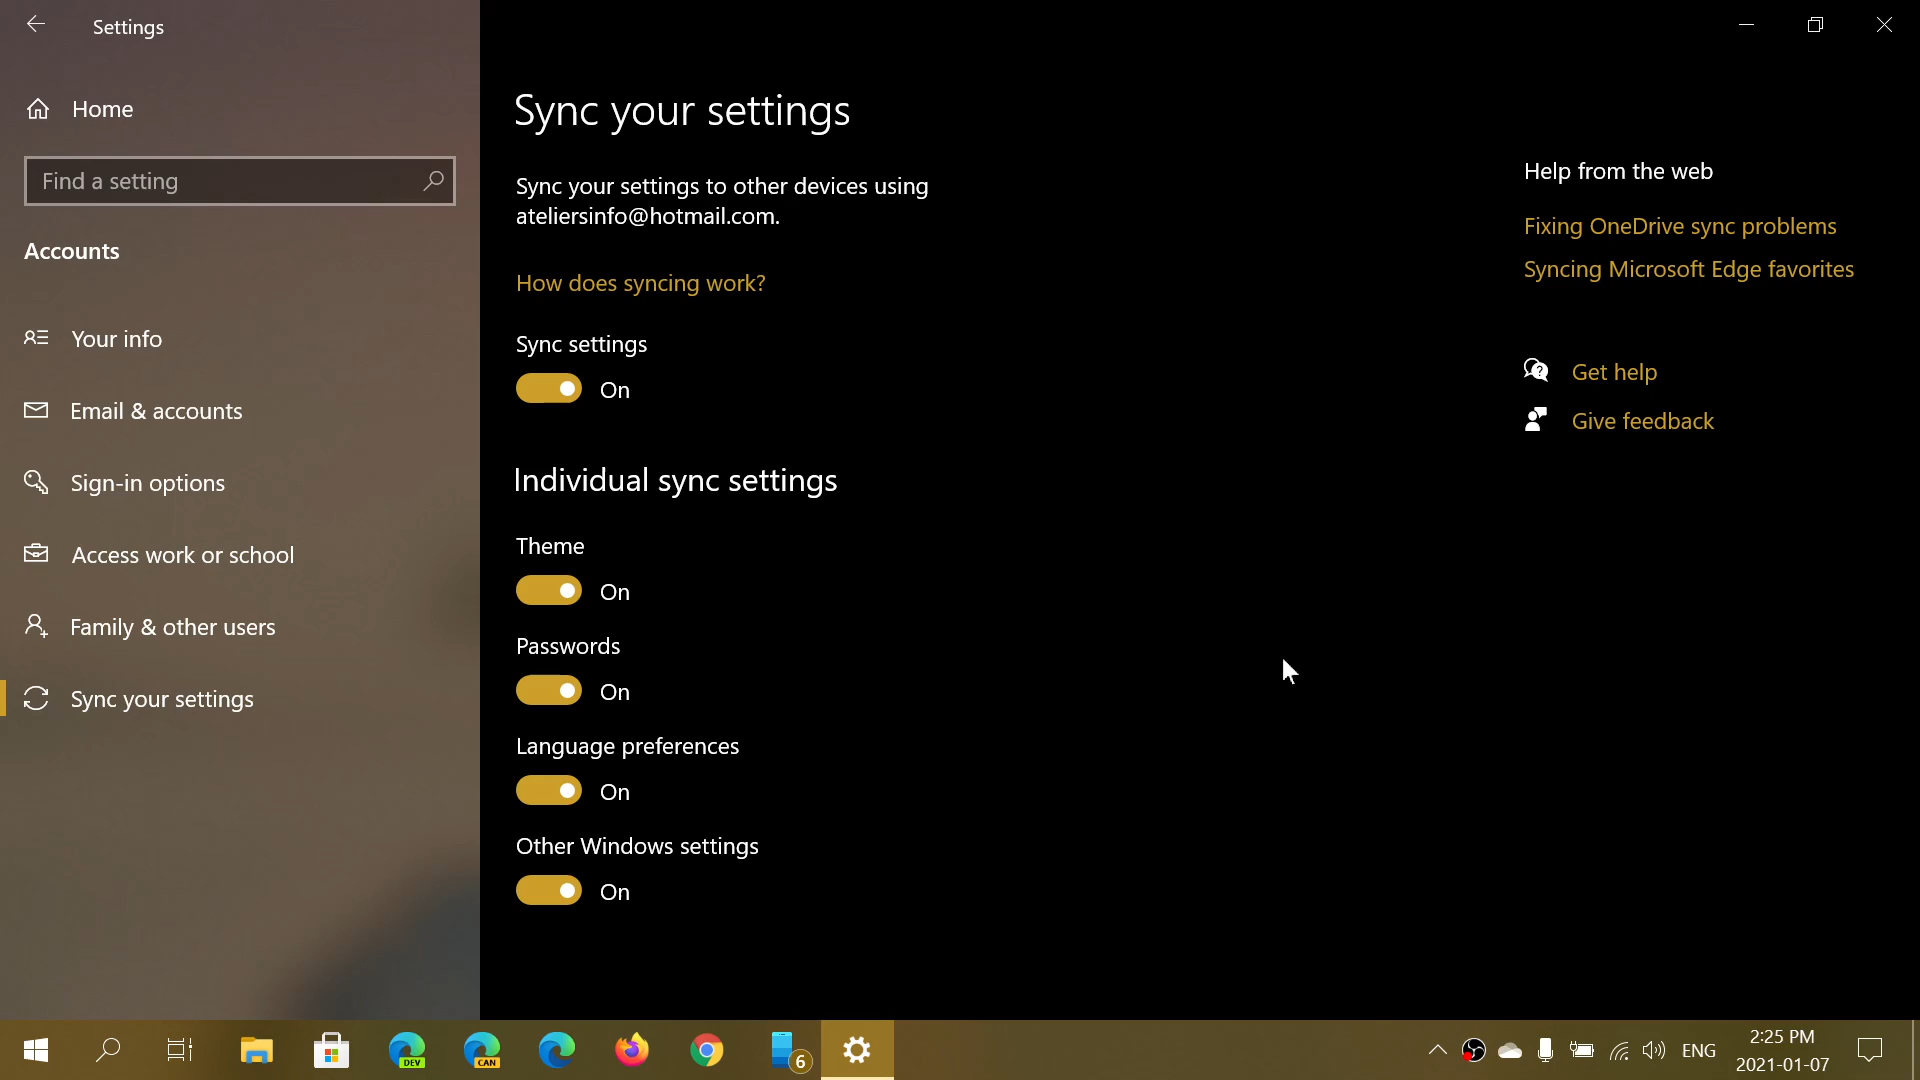 Settings
Home
Find a setting
Accounts
Your info
Email & accounts
Sign-in options
Access work or school
Family & other users
Sync your settings
Sync your settings
Sync your settings to other devices using
ateliersinfo@hotmail.com.
How does syncing work?
Sync settings
On
Individual sync settings
Theme
On
Passwords
On
Language preferences
On
Other Windows settings
On
Help from the web
Fixing OneDrive sync problems
Syncing Microsoft Edge favorites
Get help
Give feedback
DEV
CAN
6
ENG
2:25 PM
2021-01-07